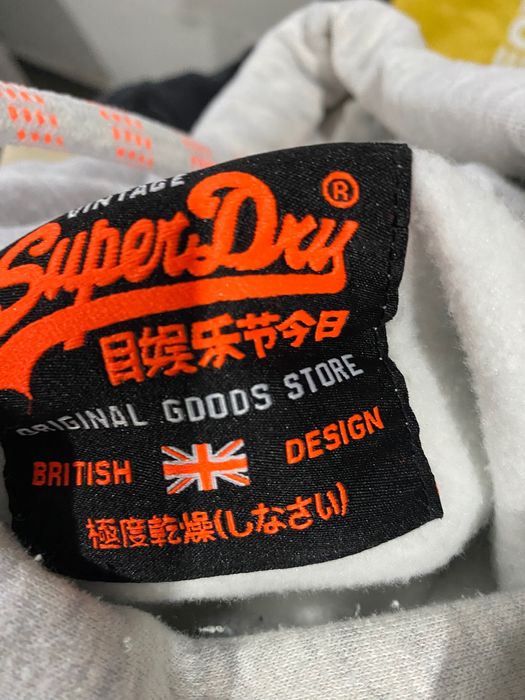 VINTAGE
SuperDry ®
目娱乐节今日
ORIGINAL GOODS STORE
BRITISH DESIGN
極度乾燥(しなさい)